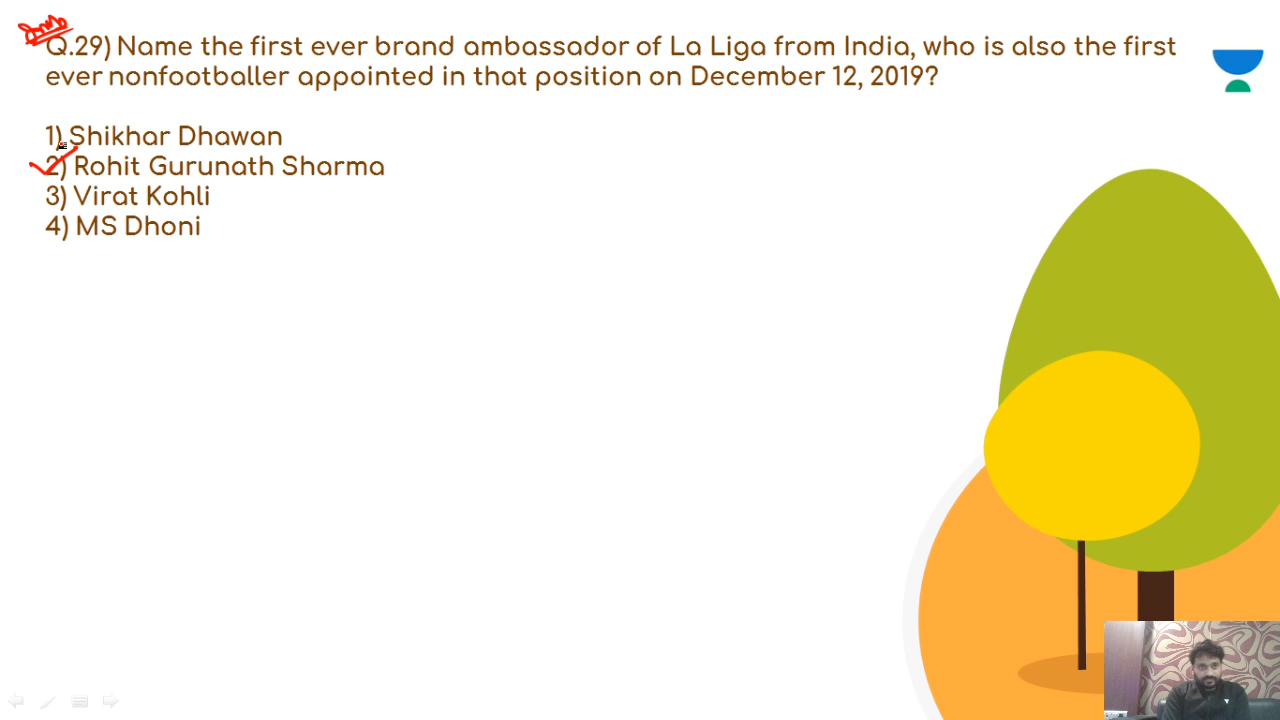 Q.29) Name the first ever brand ambassador of La Liga from India, who is also the first
ever nonfootballer appointed in that position on December 12, 2019?
1) Shikhar Dhawan
2) Rohit Gurunath Sharma
3) Virat Kohli
4) MS Dhoni